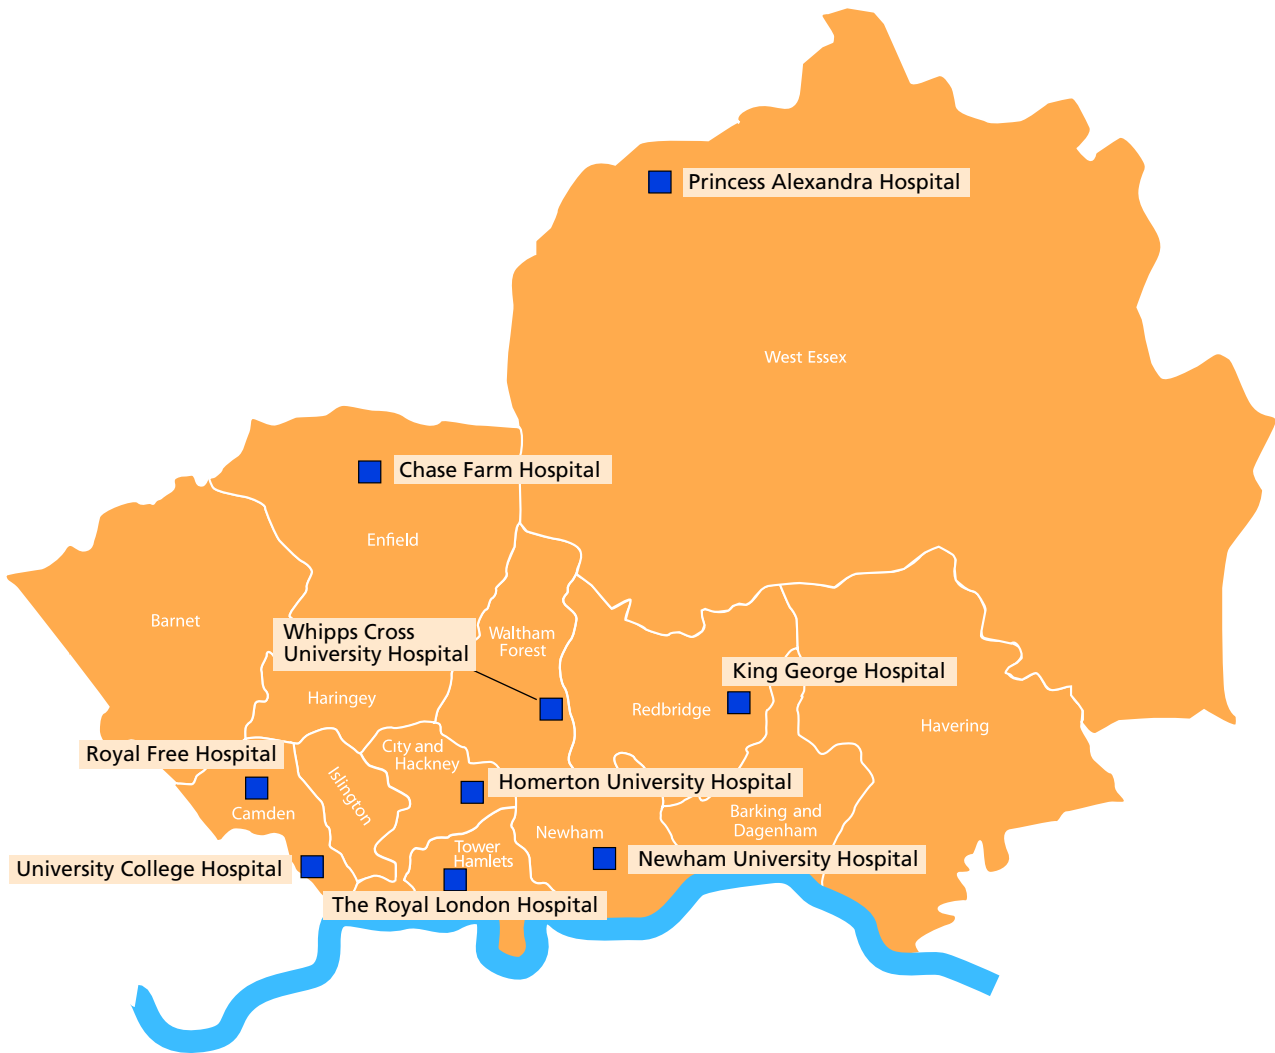 Princess Alexandra Hospital
West Essex
Chase Farm Hospital
Enfield
Barnet
Whipps Cross
University Hospital
Waltham
Forest
King George Hospital
Haringey
Redbridge
Havering
Royal Free Hospital
City and
Hackney
Islington
Homerton University Hospital
Camden
Barking and
Dagenham
Newham
Tower
Hamlets
Newham University Hospital
University College Hospital
The Royal London Hospital